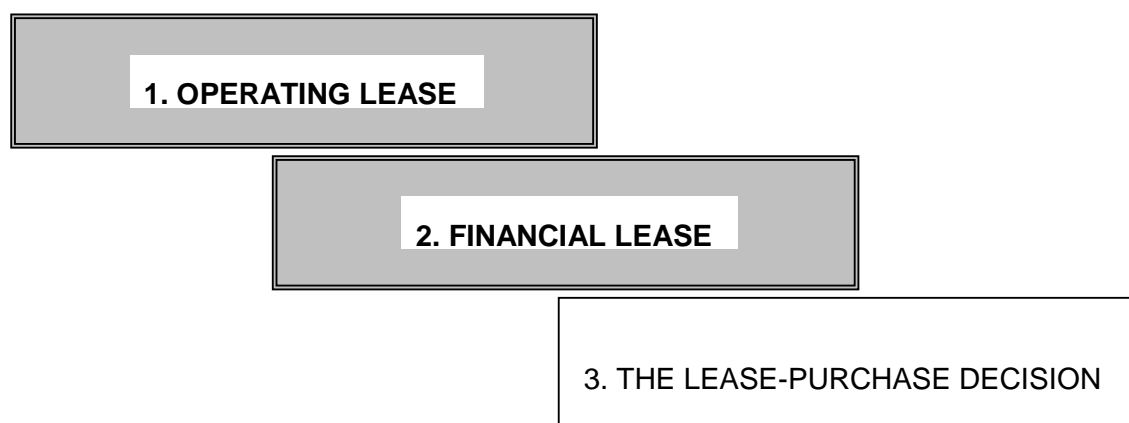 1. OPERATING LEASE
2. FINANCIAL LEASE
3. THE LEASE-PURCHASE DECISION